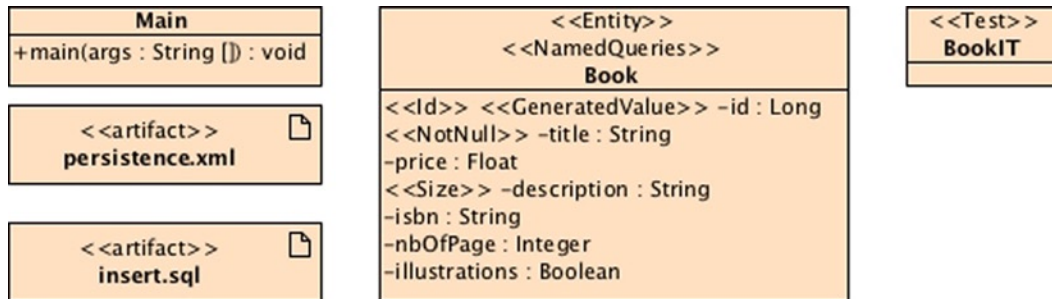 Main
+main(args : String []) : void
<<artifact>>
persistence.xml
<<artifact>>
insert.sql
<<Entity>>
<<NamedQueries>>
Book
<<Id>> <<GeneratedValue>> -id : Long
<<NotNull>> -title : String
-price : Float
<<Size>> -description : String
-isbn : String
-nbOfPage : Integer
-illustrations : Boolean
<<Test>>
BookIT